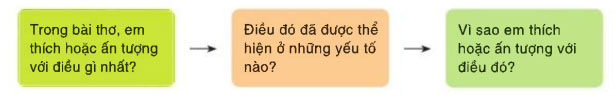 Trong bài thơ, em
thích hoặc ấn tượng
với điều gì nhất?
Điều đó đã được thể
hiện ở những yếu tố
nào?
Vì sao em thích
hoặc ấn tượng với
điều đó?